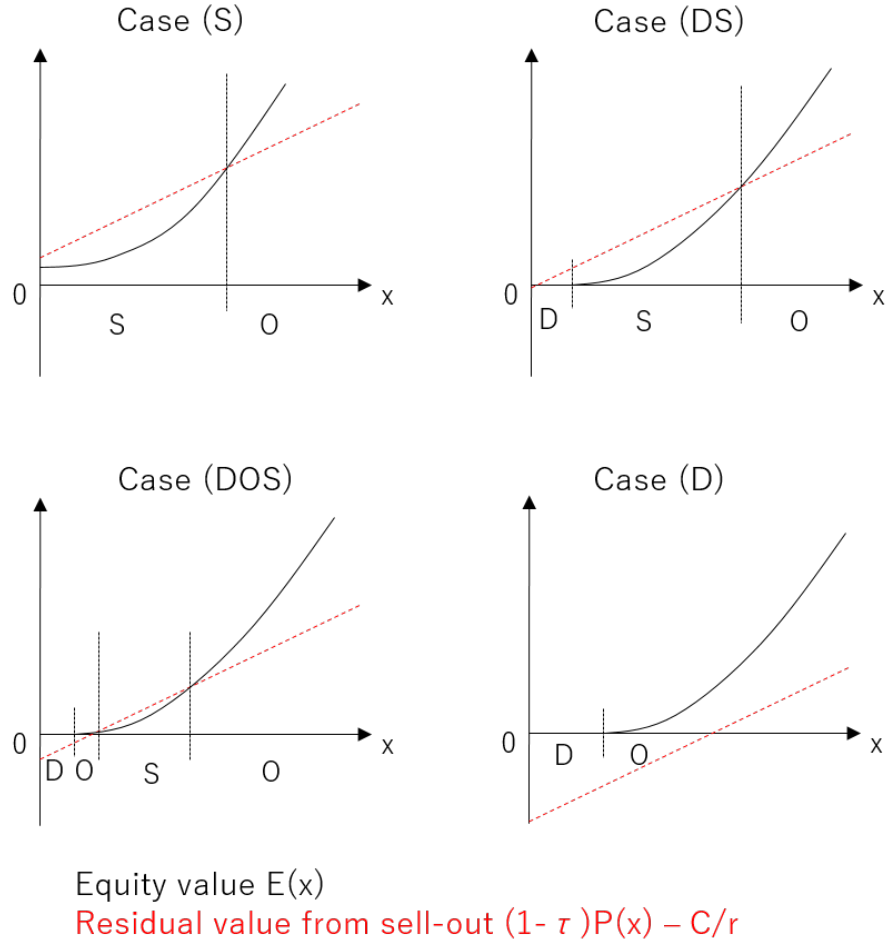 Case (S)
Case (DS)
0
x
S
O
0
x
D
S
O
Case (DOS)
Case (D)
0
x
D
O
S
O
0
x
D
O
Equity value E(x)
Residual value from sell-out (1- τ )P(x) – C/r